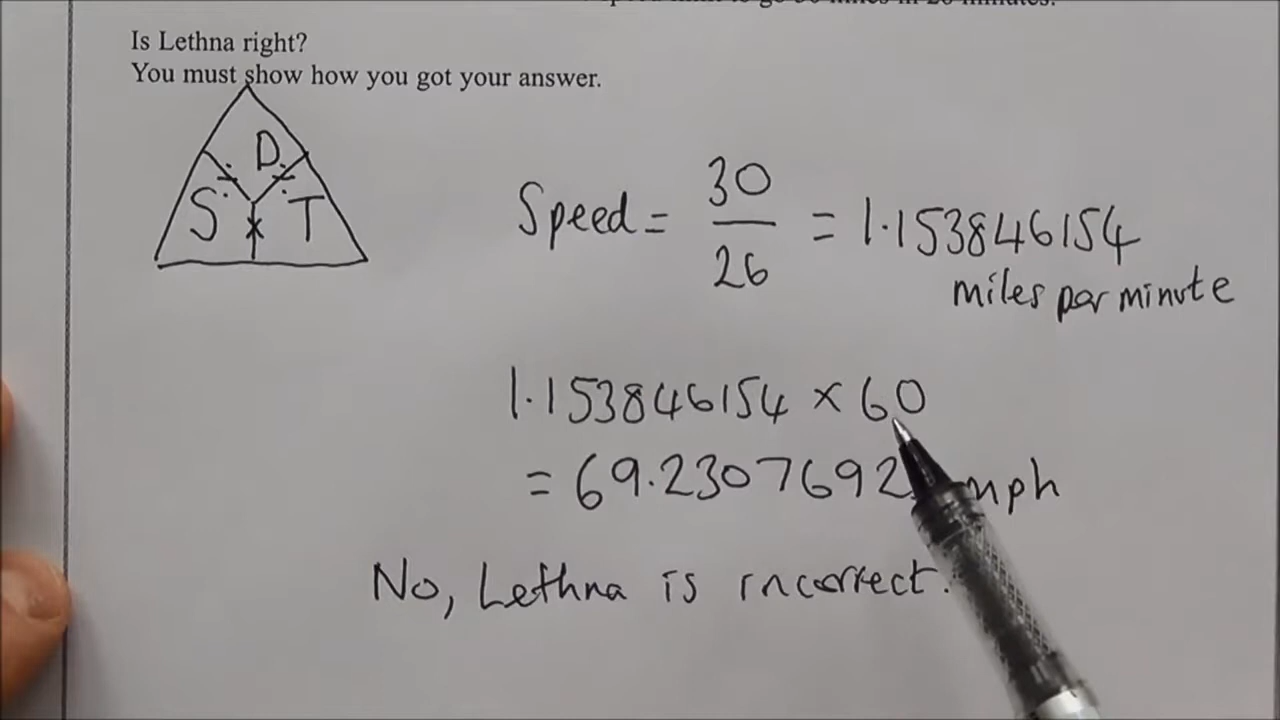 Is Lethna right?
You must show how you got your answer.
D
S × T
÷ ÷
Speed = 30/26 = 1.153846154
miles per minute
1.153846154 × 60
= 69.2307692 mph
No, Lethna is incorrect.